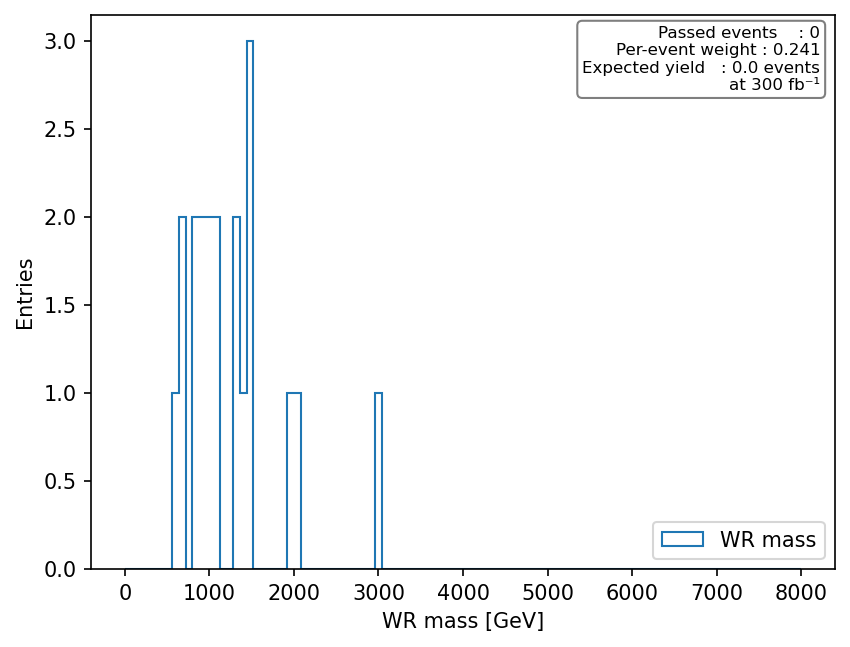 Passed events    : 0
Per-event weight : 0.241
Expected yield   : 0.0 events
at 300 fb⁻¹
3.0
2.5
2.0
1.5
1.0
0.5
0.0
Entries
WR mass
0 1000 2000 3000 4000 5000 6000 7000 8000
WR mass [GeV]